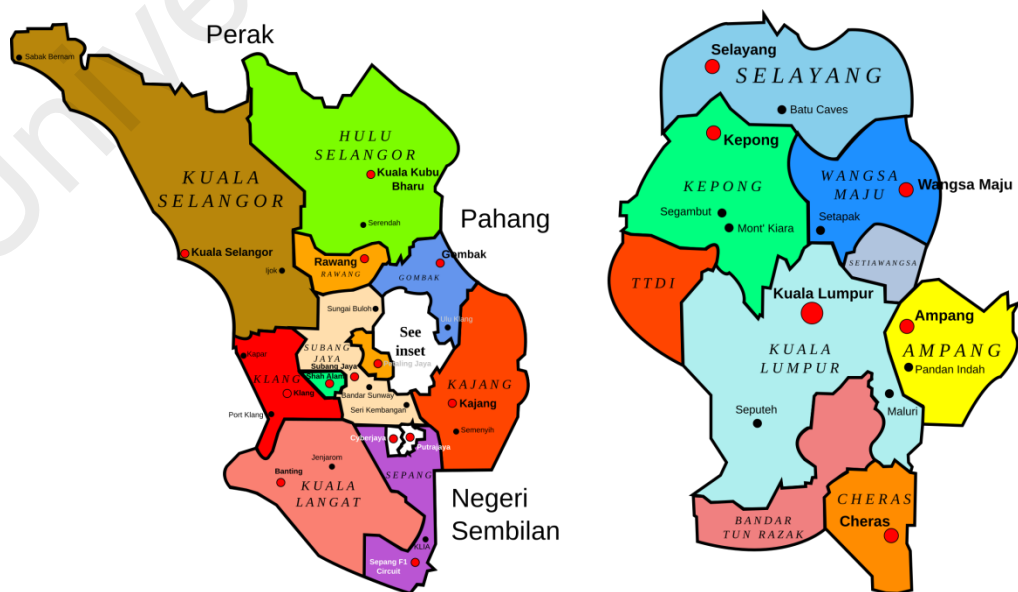 Unive
Perak
Sabak Bernam
HULU
SELANGOR
Kuala Kubu
Bharu
KUALA
SELANGOR
Serendah
Pahang
Kuala Selangor
Ijok
Rawang
RAWANG
Gombak
GOMBAK
Sungai Buloh
Ulu Klang
See
inset
SUBANG
JAYA
Subang Jaya
Kapar
KLANG
Shah Alam
Klang
Bandar Sunway
Seri Kembangan
KAJANG
Kajang
Port Klang
Semenyih
Cyberjaya
Putrajaya
SEPANG
Jenjarom
Banting
KUALA
LANGAT
Negeri
Sembilan
KLIA
Sepang F1
Circuit
Selayang
SELAYANG
Batu Caves
Kepong
KEPONG
WANGSA
MAJU
Wangsa Maju
Segambut
Mont' Kiara
Setapak
SETIAWANGSA
TTDI
Kuala Lumpur
KUALA
LUMPUR
Ampang
AMPANG
Pandan Indah
Seputeh
Maluri
BANDAR
TUN RAZAK
CHERAS
Cheras